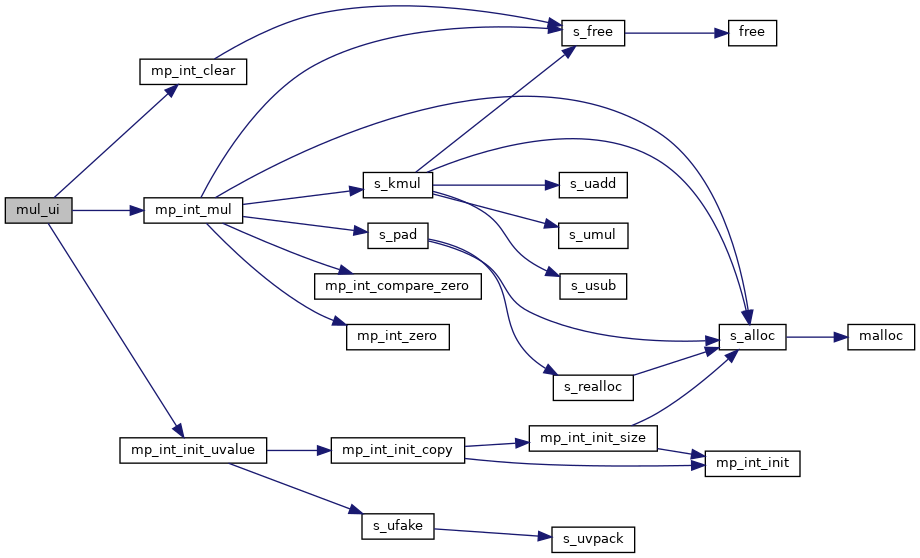 s_free
free
mp_int_clear
s_kmul
s_uadd
mul_ui
mp_int_mul
s_pad
s_umul
mp_int_compare_zero
s_usub
mp_int_zero
s_alloc
malloc
s_realloc
mp_int_init_uvalue
mp_int_init_copy
mp_int_init_size
mp_int_init
s_ufake
s_uvpack